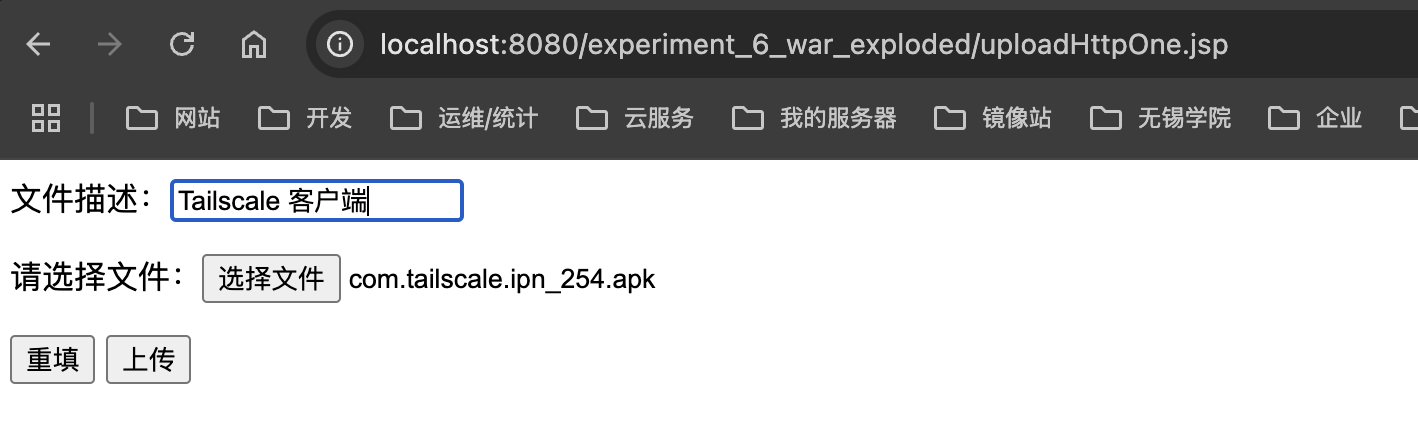 localhost:8080/experiment_6_war_exploded/uploadHttpOne.jsp
网站 开发 运维/统计 云服务 我的服务器 镜像站 无锡学院 企业
文件描述： Tailscale 客户端
请选择文件： 选择文件 com.tailscale.ipn_254.apk
重填 上传